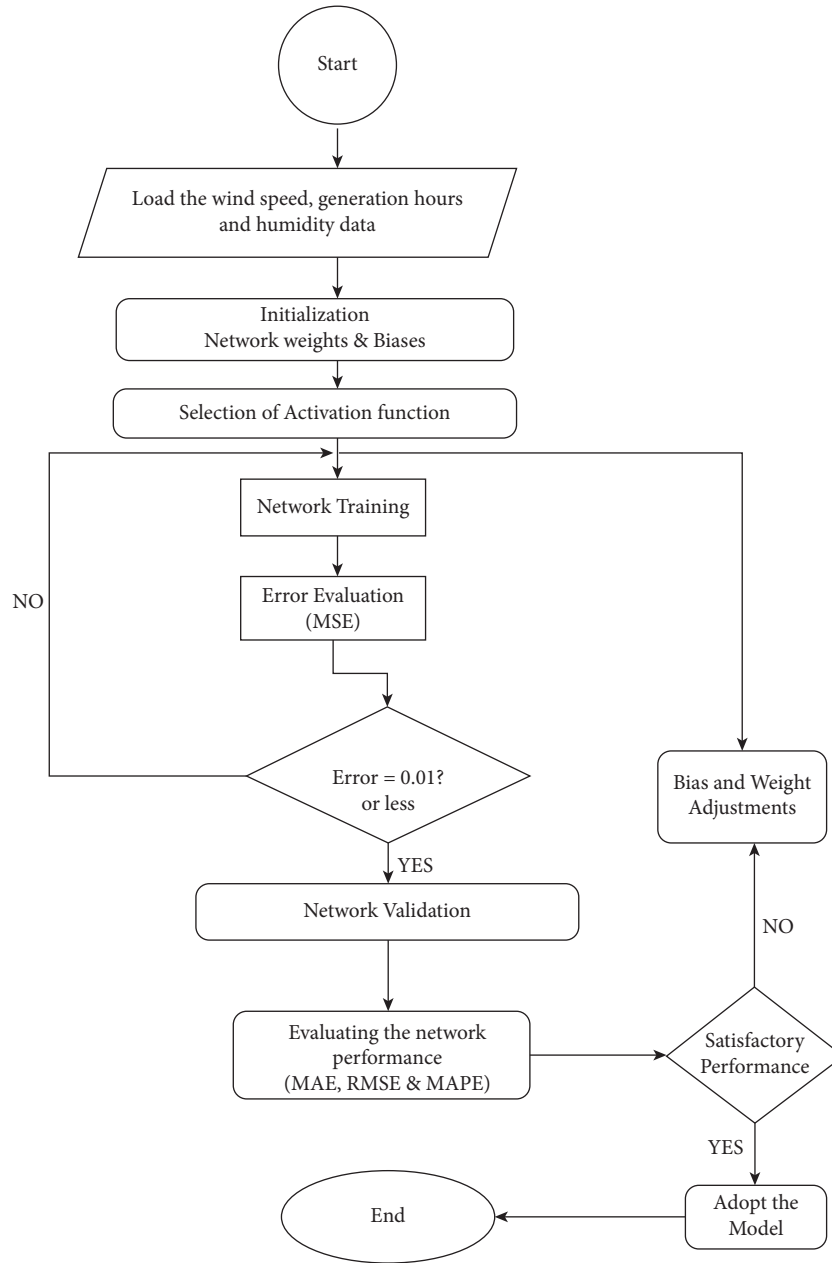 Start
Load the wind speed, generation hours
and humidity data
Initialization
Network weights & Biases
Selection of Activation function
Network Training
NO
Error Evaluation
(MSE)
Error = 0.01?
or less
Bias and Weight
Adjustments
YES
Network Validation
NO
Evaluating the network
performance
(MAE, RMSE & MAPE)
Satisfactory
Performance
YES
Adopt the
Model
End